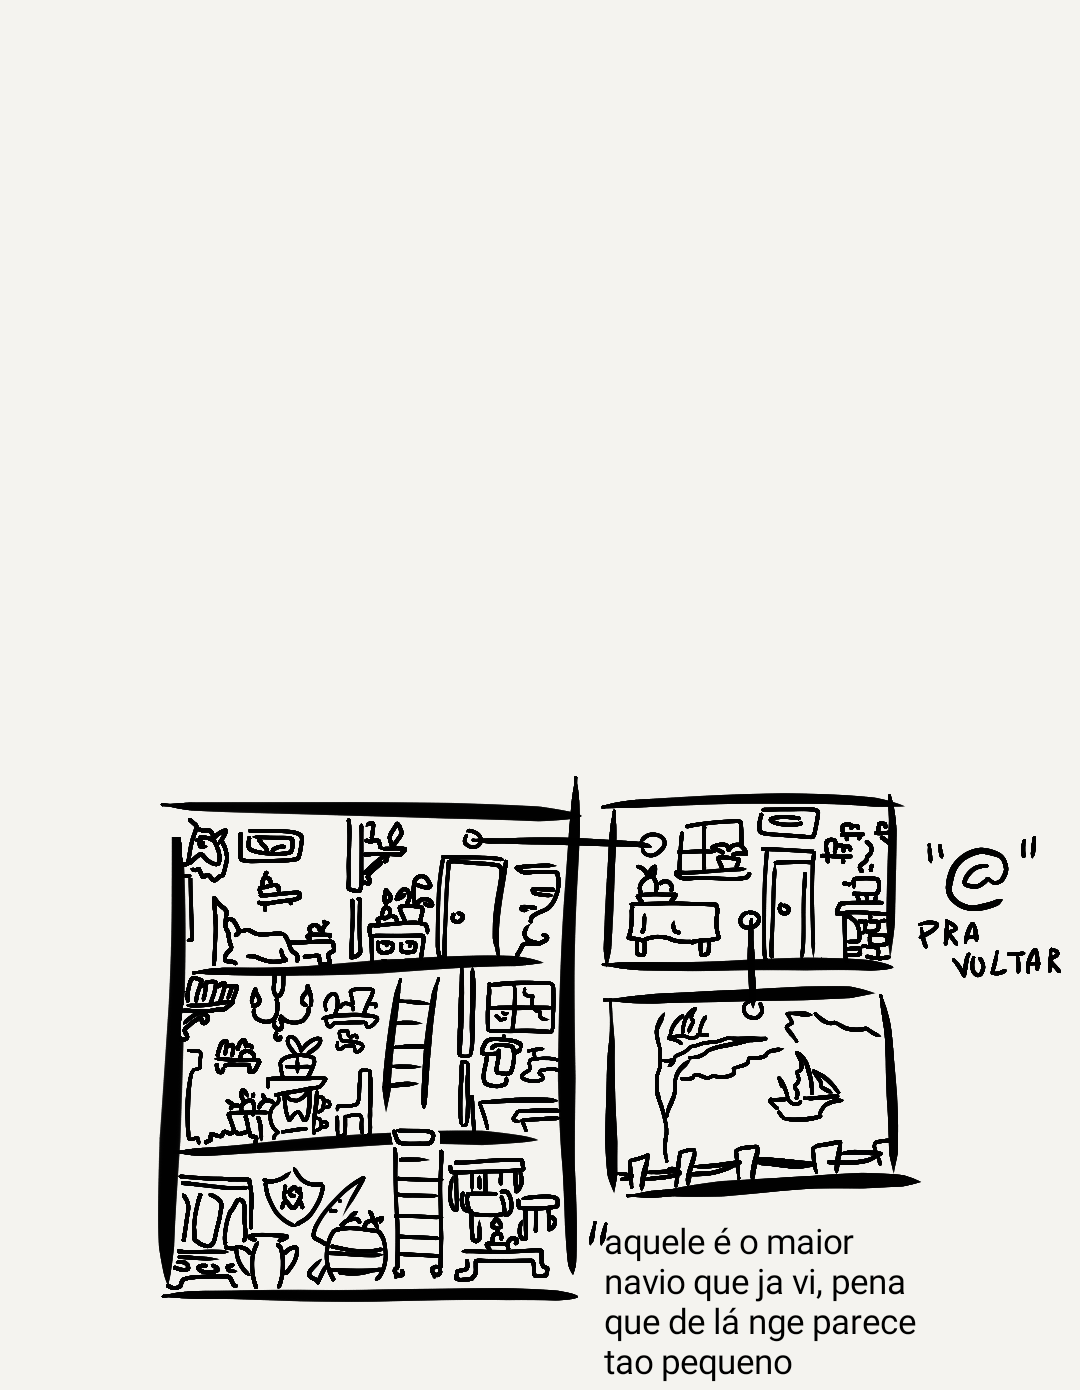 "@"
PRA
VOLTAR
"aquele é o maior
navio que ja vi, pena
que de lá nge parece
tao pequeno